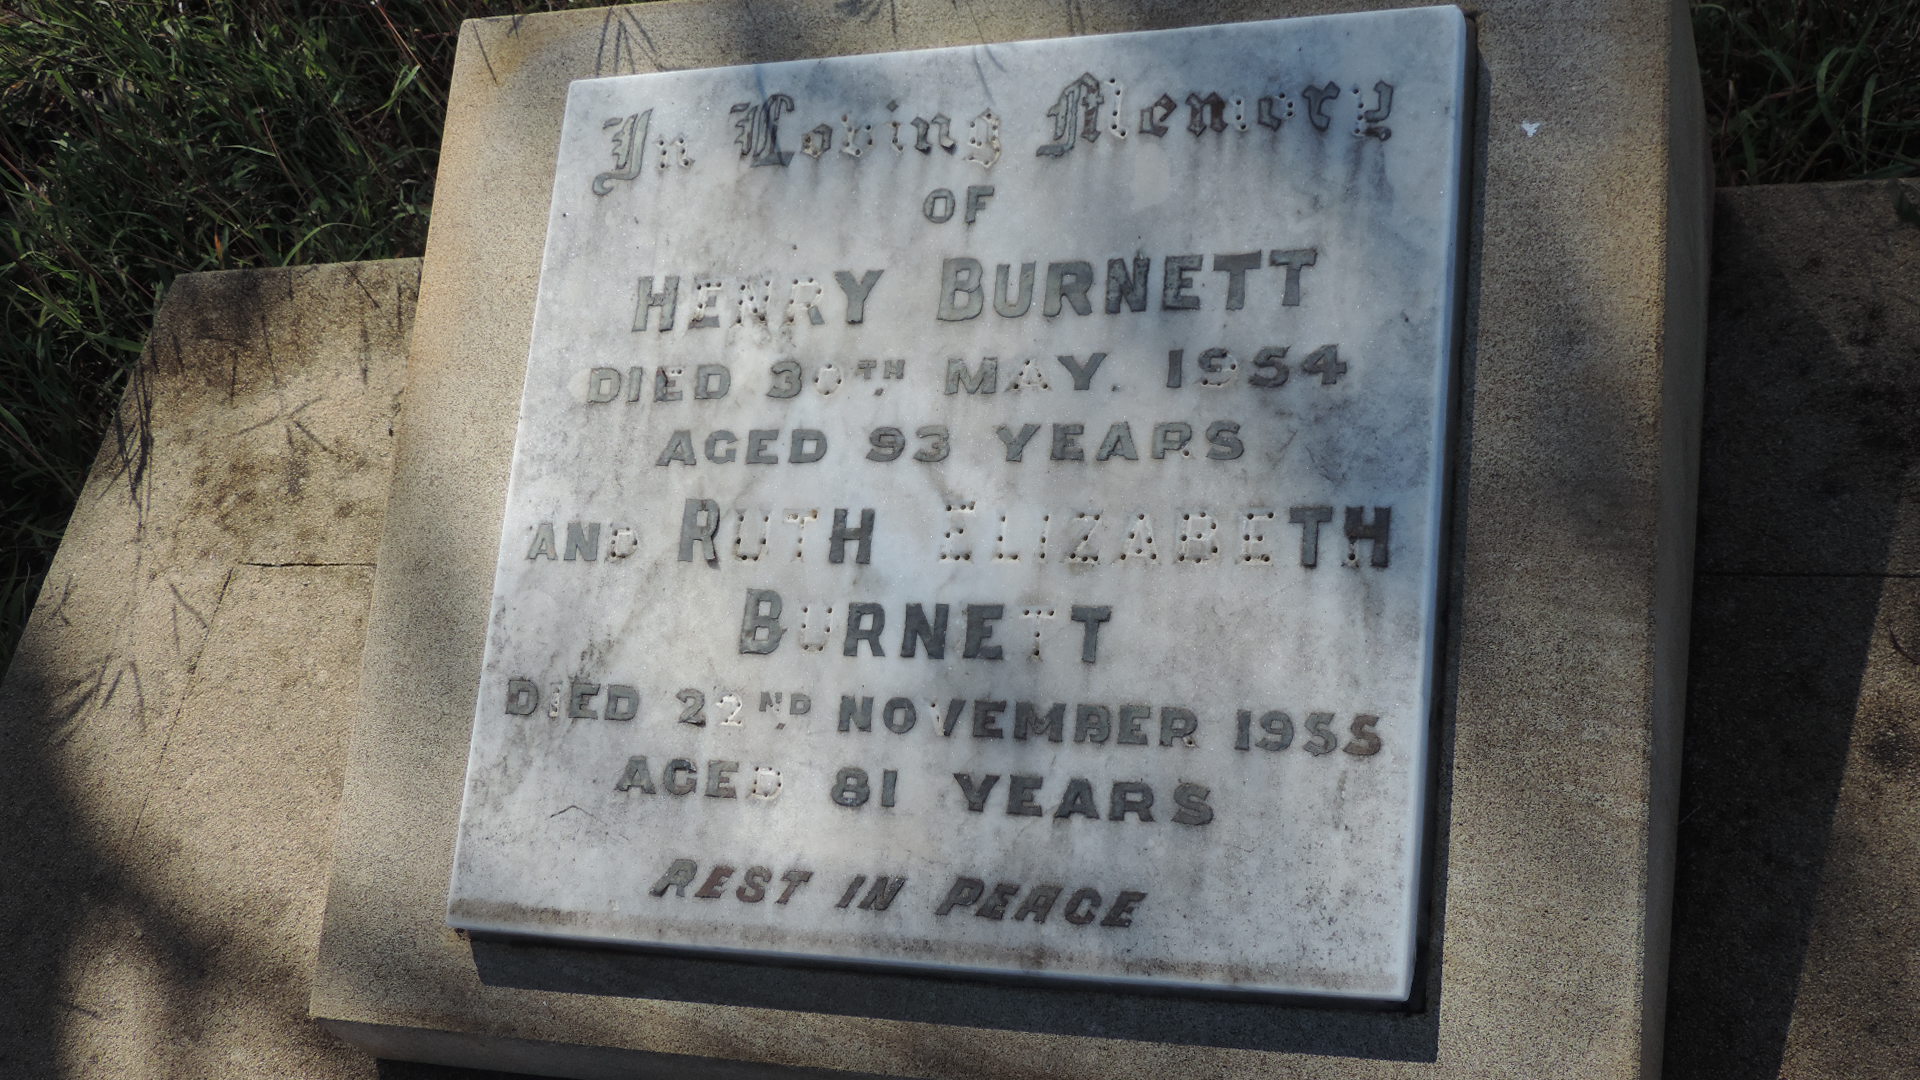 In Loving Memory
OF
HENRY BURNETT
DIED 30TH MAY. 1954
AGED 93 YEARS
AND RUTH ELIZABETH
BURNETT
DIED 22ND NOVEMBER 1955
AGED 81 YEARS
REST IN PEACE